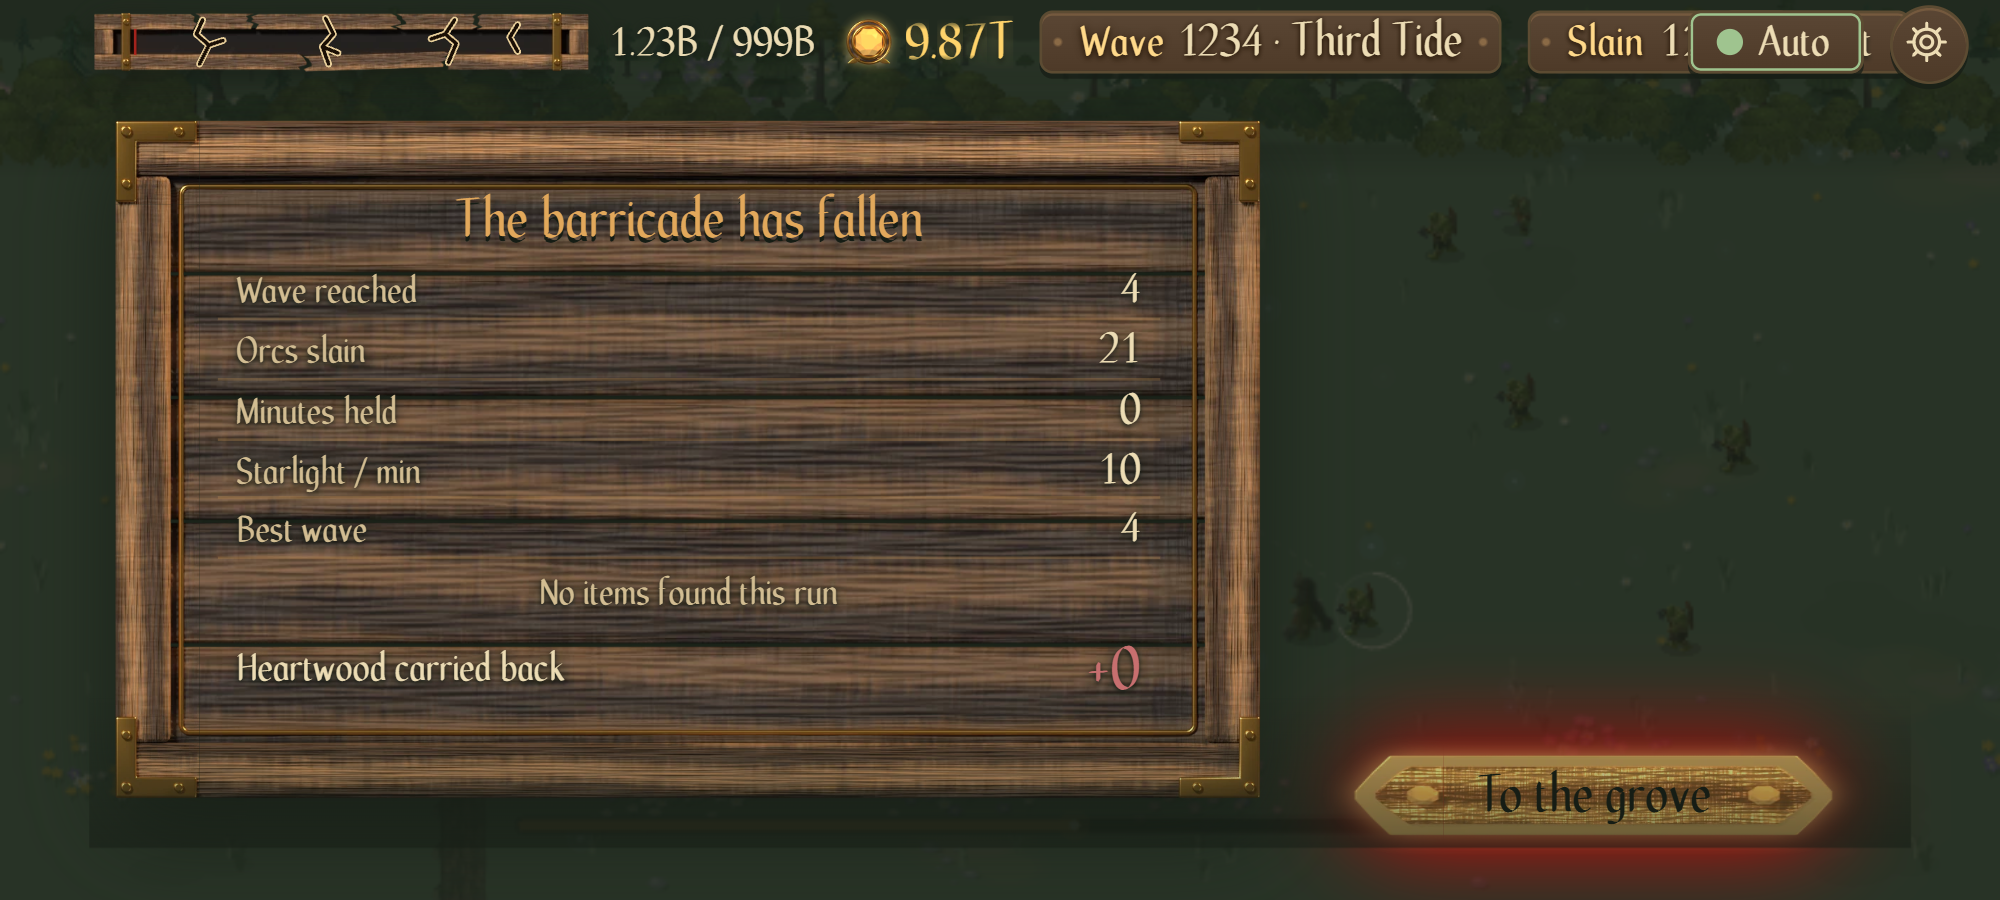 1.23B / 999B 9.87T Wave 1234 · Third Tide Slain Auto
The barricade has fallen
Wave reached 4
Orcs slain 21
Minutes held 0
Starlight / min 10
Best wave 4
No items found this run
Heartwood carried back +0
To the grove